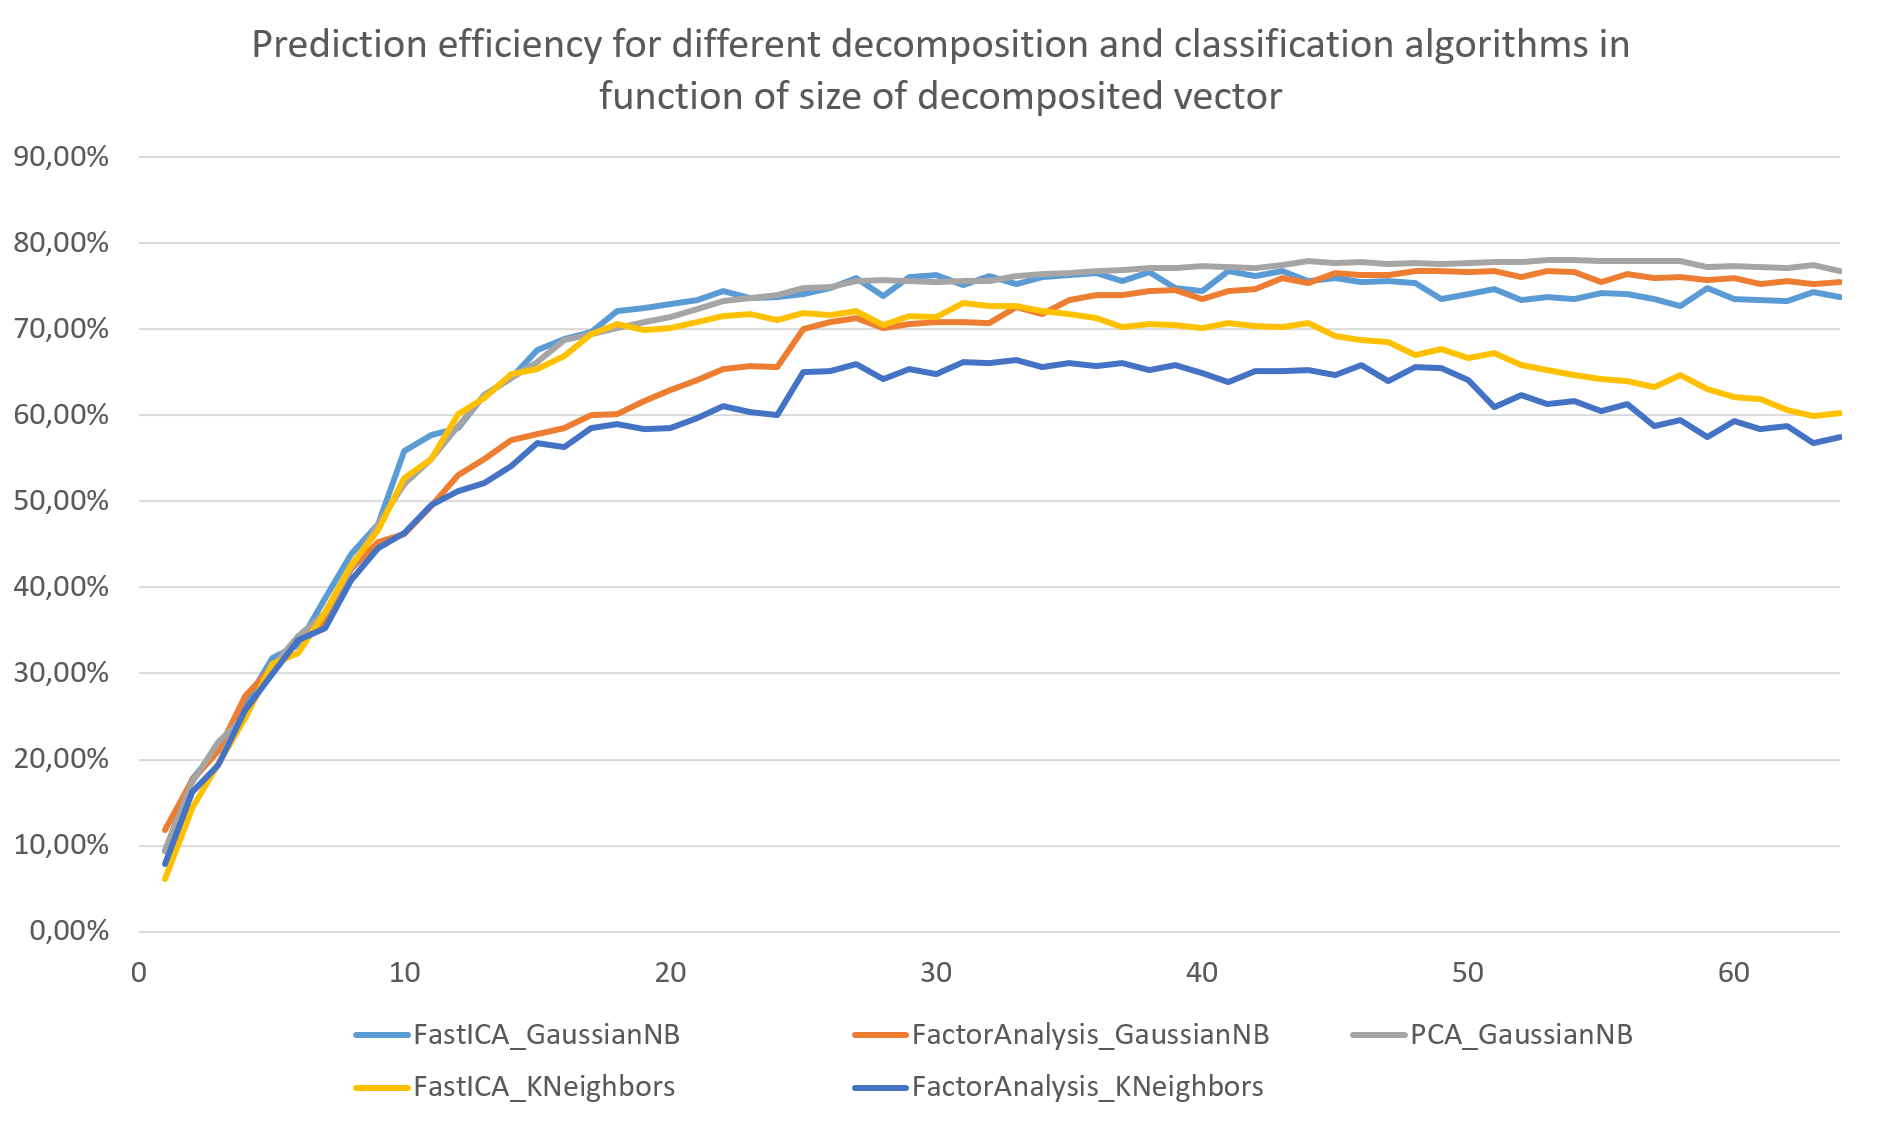 Prediction efficiency for different decomposition and classification algorithms in
function of size of decomposited vector
90,00%
80,00%
70,00%
60,00%
50,00%
40,00%
30,00%
20,00%
10,00%
0,00%
0 10 20 30 40 50 60
FastICA_GaussianNB FactorAnalysis_GaussianNB PCA_GaussianNB
FastICA_KNeighbors FactorAnalysis_KNeighbors